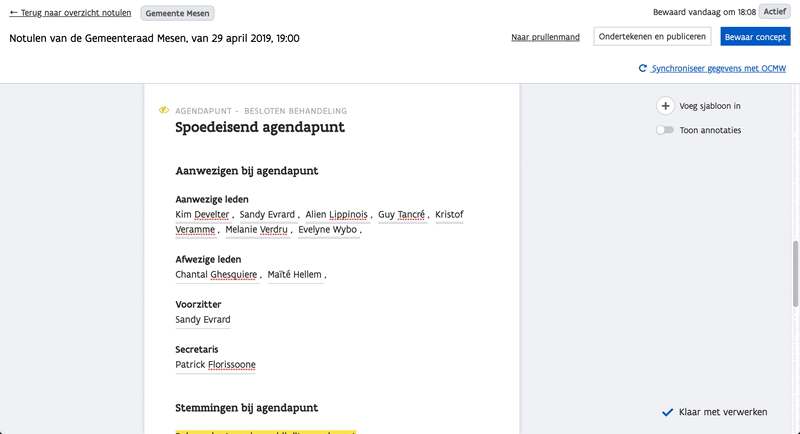 ← Terug naar overzicht notulen
Gemeente Mesen
Bewaard vandaag om 18:08
Actief
Notulen van de Gemeenteraad Mesen, van 29 april 2019, 19:00
Naar prullenmand
Ondertekenen en publiceren
Bewaar concept
Synchroniseer gegevens met OCMW
AGENDAPUNT - BESLOTEN BEHANDELING
Spoedeisend agendapunt
Voeg sjabloon in
Toon annotaties
Aanwezigen bij agendapunt
Aanwezige leden
Kim Develter , Sandy Evrard , Alien Lippinois , Guy Tancré , Kristof
Veramme , Melanie Verdru , Evelyne Wybo ,
Afwezige leden
Chantal Ghesquiere , Maïté Hellem ,
Voorzitter
Sandy Evrard
Secretaris
Patrick Florissoone
Stemmingen bij agendapunt
Klaar met verwerken